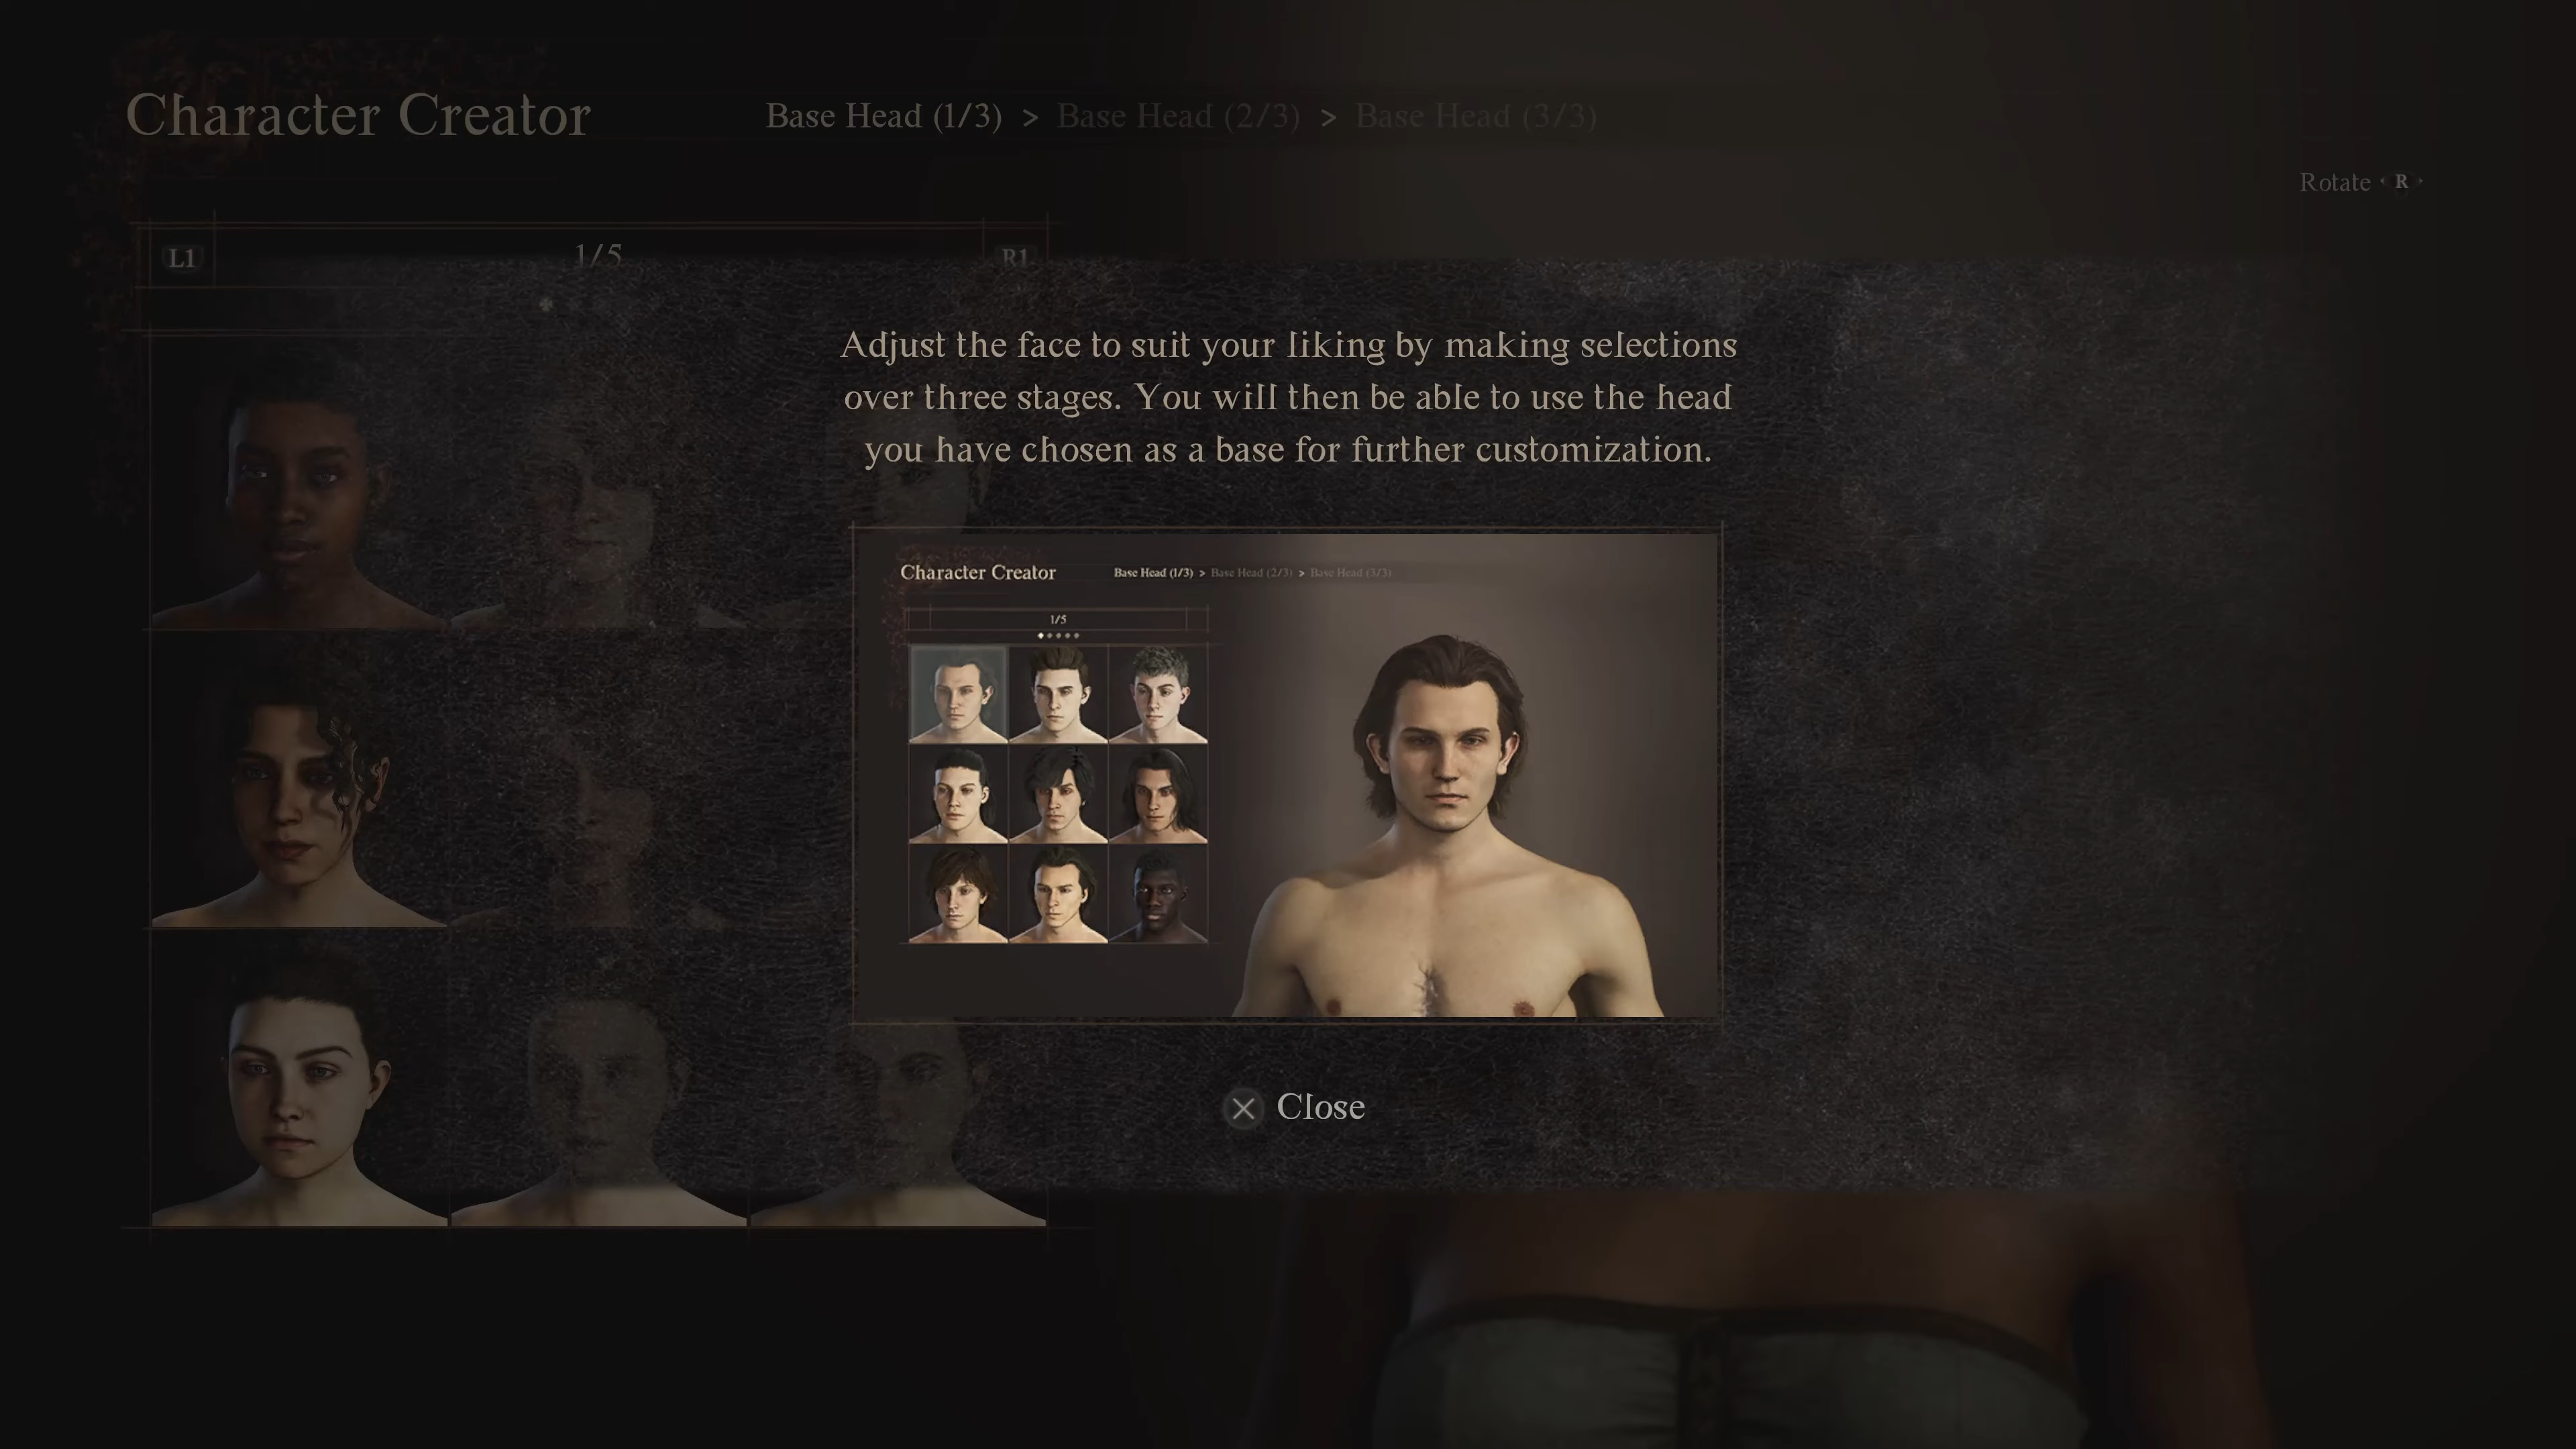 Character Creator
Base Head (1/3) > Base Head (2/3) > Base Head (3/3)
Rotate R
L1 1/5 R1
Adjust the face to suit your liking by making selections
over three stages. You will then be able to use the head
you have chosen as a base for further customization.
Character Creator
Base Head (1/3) > Base Head (2/3) > Base Head (3/3)
1/5
Close